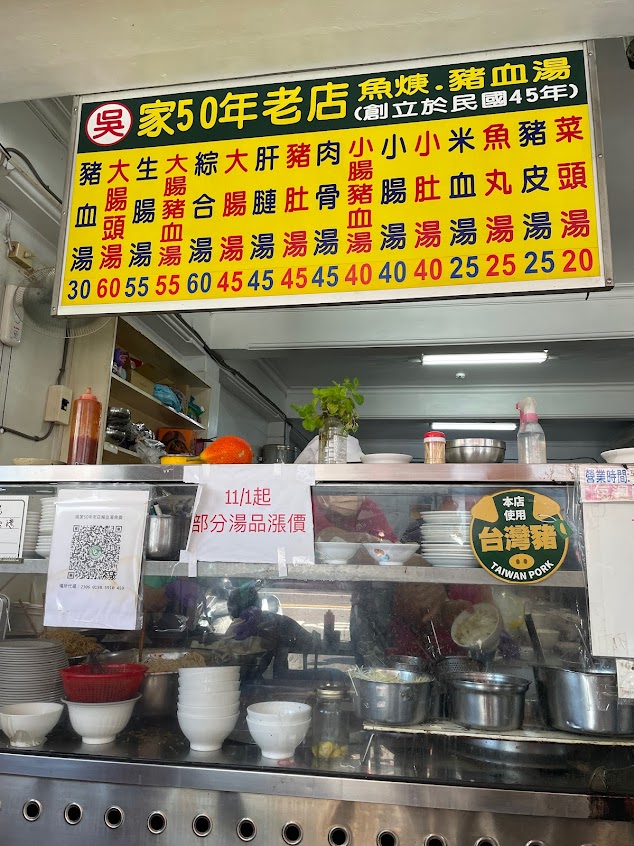 吳家50年老店 魚焿.豬血湯
(創立於民國45年)
豬血湯 30
大腸頭湯 60
生腸湯 55
大腸豬血湯 55
綜合湯 60
大腸湯 45
肝腱湯 45
豬肚湯 45
肉骨湯 45
小腸豬血湯 40
小腸湯 40
小肚湯 40
米血湯 25
魚丸湯 25
豬皮湯 25
菜頭湯 20
11/1起
部分湯品漲價
本店
使用
台灣豬
TAIWAN PORK
營業時間: